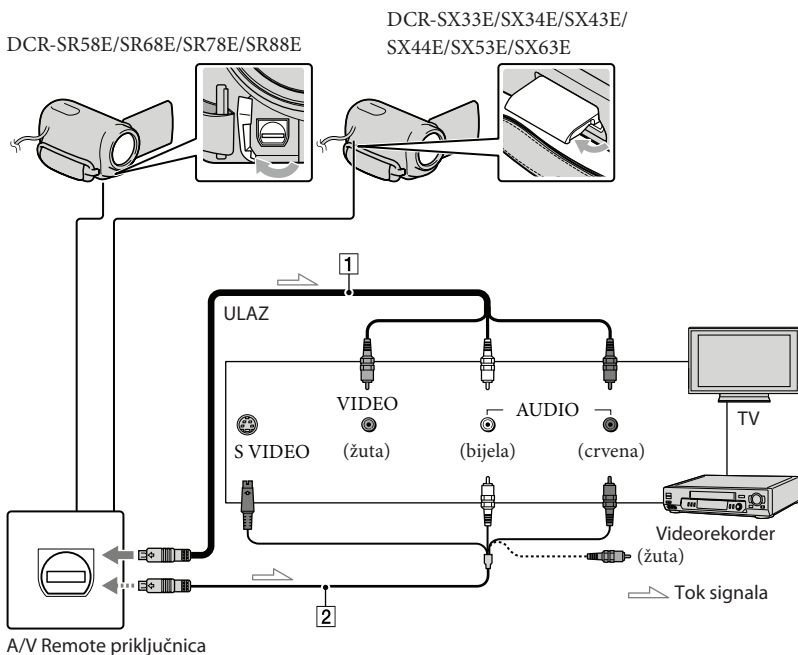 DCR-SX33E/SX34E/SX43E/
DCR-SR58E/SR68E/SR78E/SR88E
SX44E/SX53E/SX63E
1
ULAZ
VIDEO
AUDIO
TV
S VIDEO
(žuta)
(bijela)
(crvena)
Videorekorder
(žuta)
2
Tok signala
A/V Remote priključnica